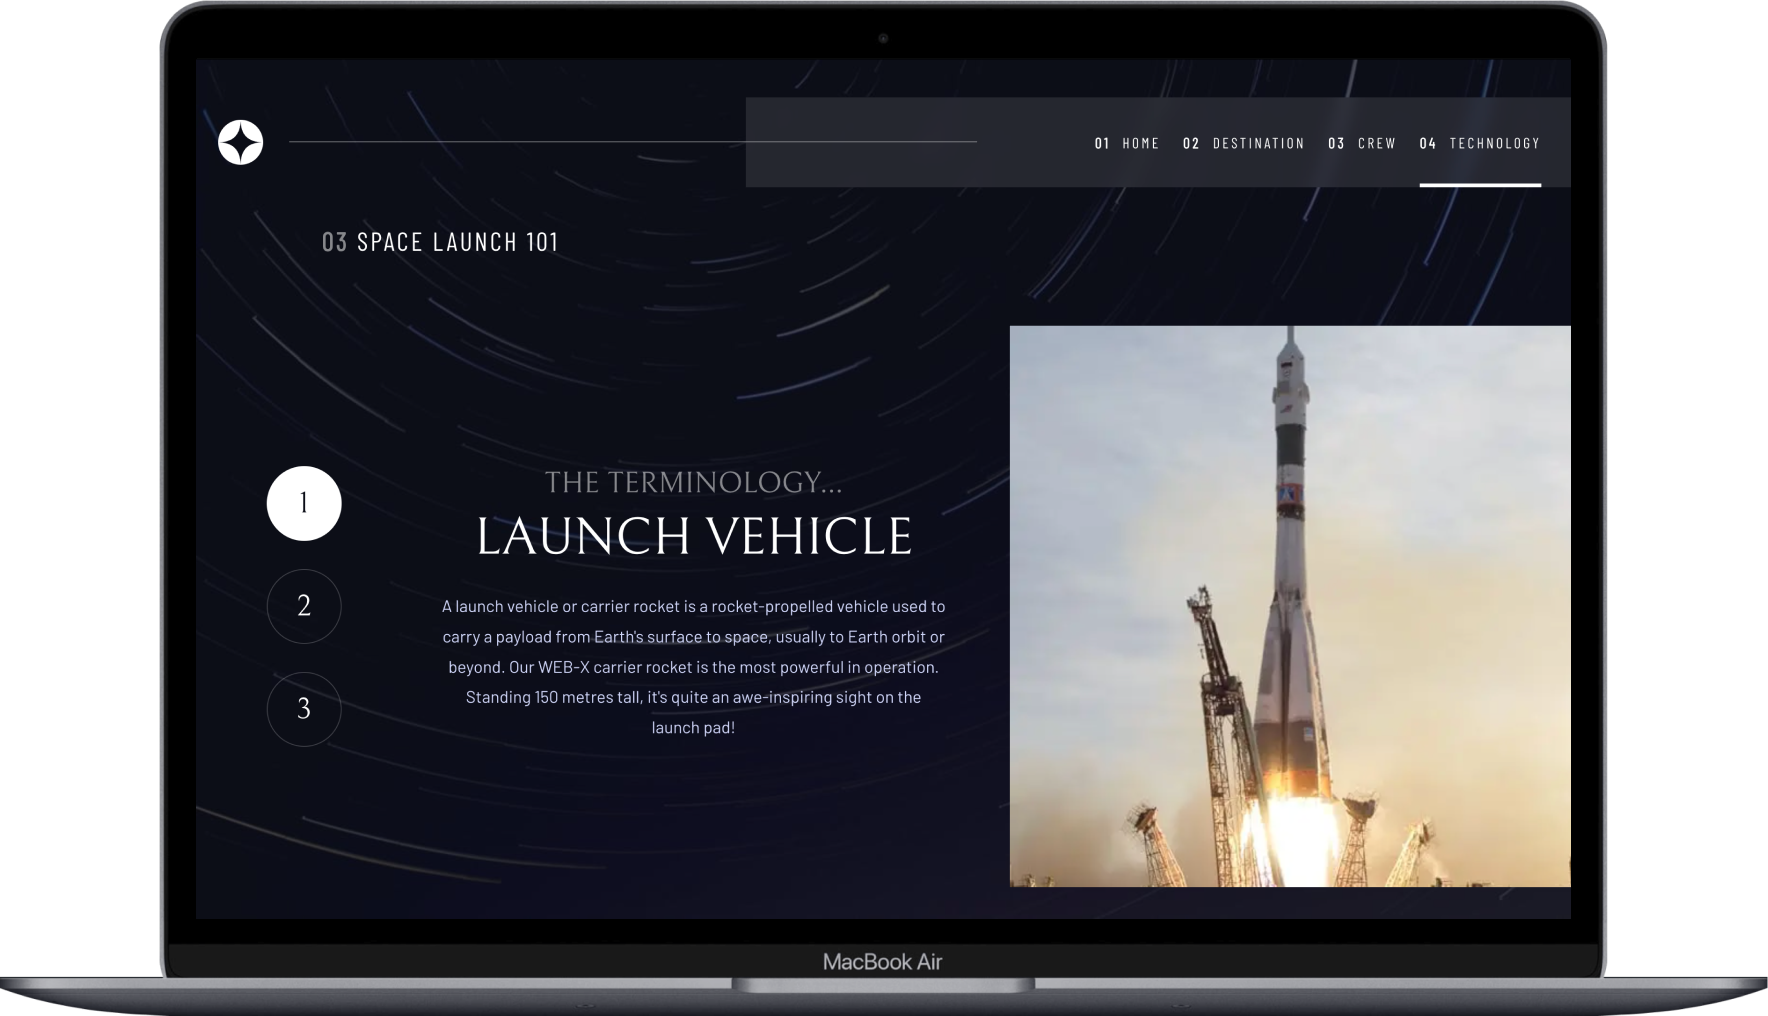 01 HOME 02 DESTINATION 03 CREW 04 TECHNOLOGY
03 SPACE LAUNCH 101
1
2
3
THE TERMINOLOGY...
LAUNCH VEHICLE
A launch vehicle or carrier rocket is a rocket-propelled vehicle used to
carry a payload from Earth's surface to space, usually to Earth orbit or
beyond. Our WEB-X carrier rocket is the most powerful in operation.
Standing 150 metres tall, it's quite an awe-inspiring sight on the
launch pad!
MacBook Air